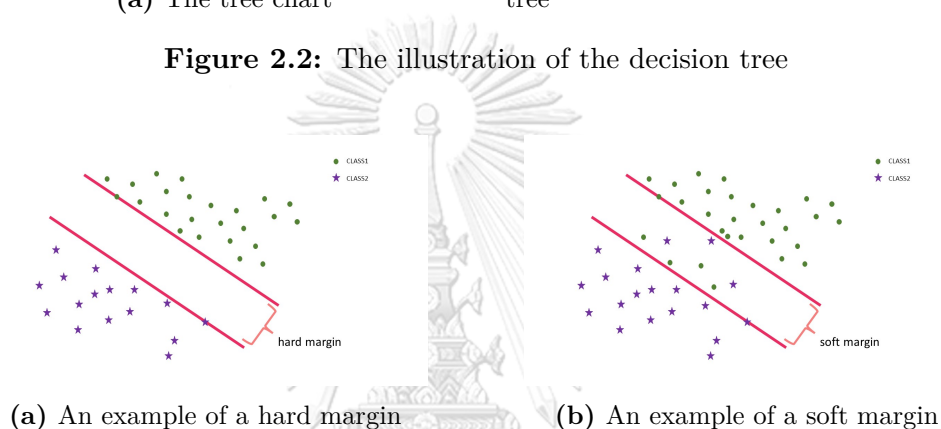 (a) The tree chart tree
Figure 2.2: The illustration of the decision tree
CLASS1
CLASS2
hard margin
CLASS1
CLASS2
soft margin
(a) An example of a hard margin
(b) An example of a soft margin